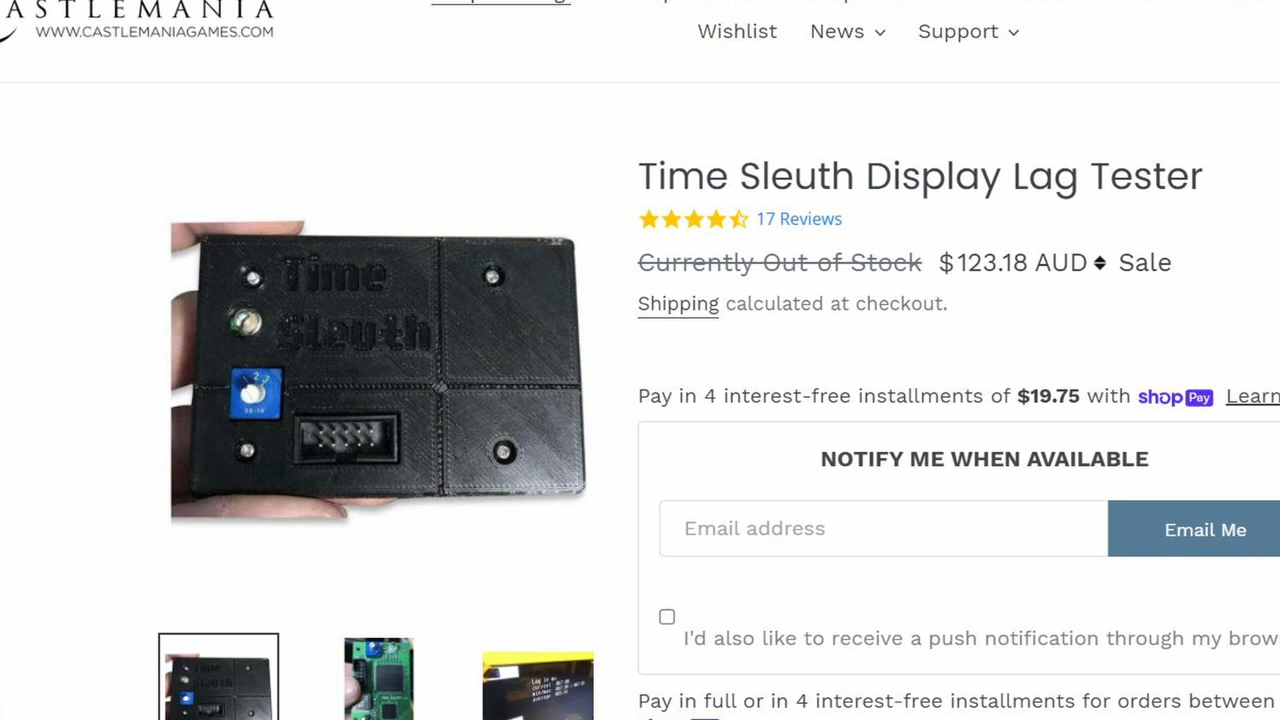 ASTLEMANIA
WWW.CASTLEMANIAGAMES.COM
Wishlist News Support
Time Sleuth Display Lag Tester
17 Reviews
Currently Out of Stock $123.18 AUD Sale
Shipping calculated at checkout.
Pay in 4 interest-free installments of $19.75 with shop Pay Learn
NOTIFY ME WHEN AVAILABLE
Email address
Email Me
I'd also like to receive a push notification through my brow
Pay in full or in 4 interest-free installments for orders between
Time
Sleuth